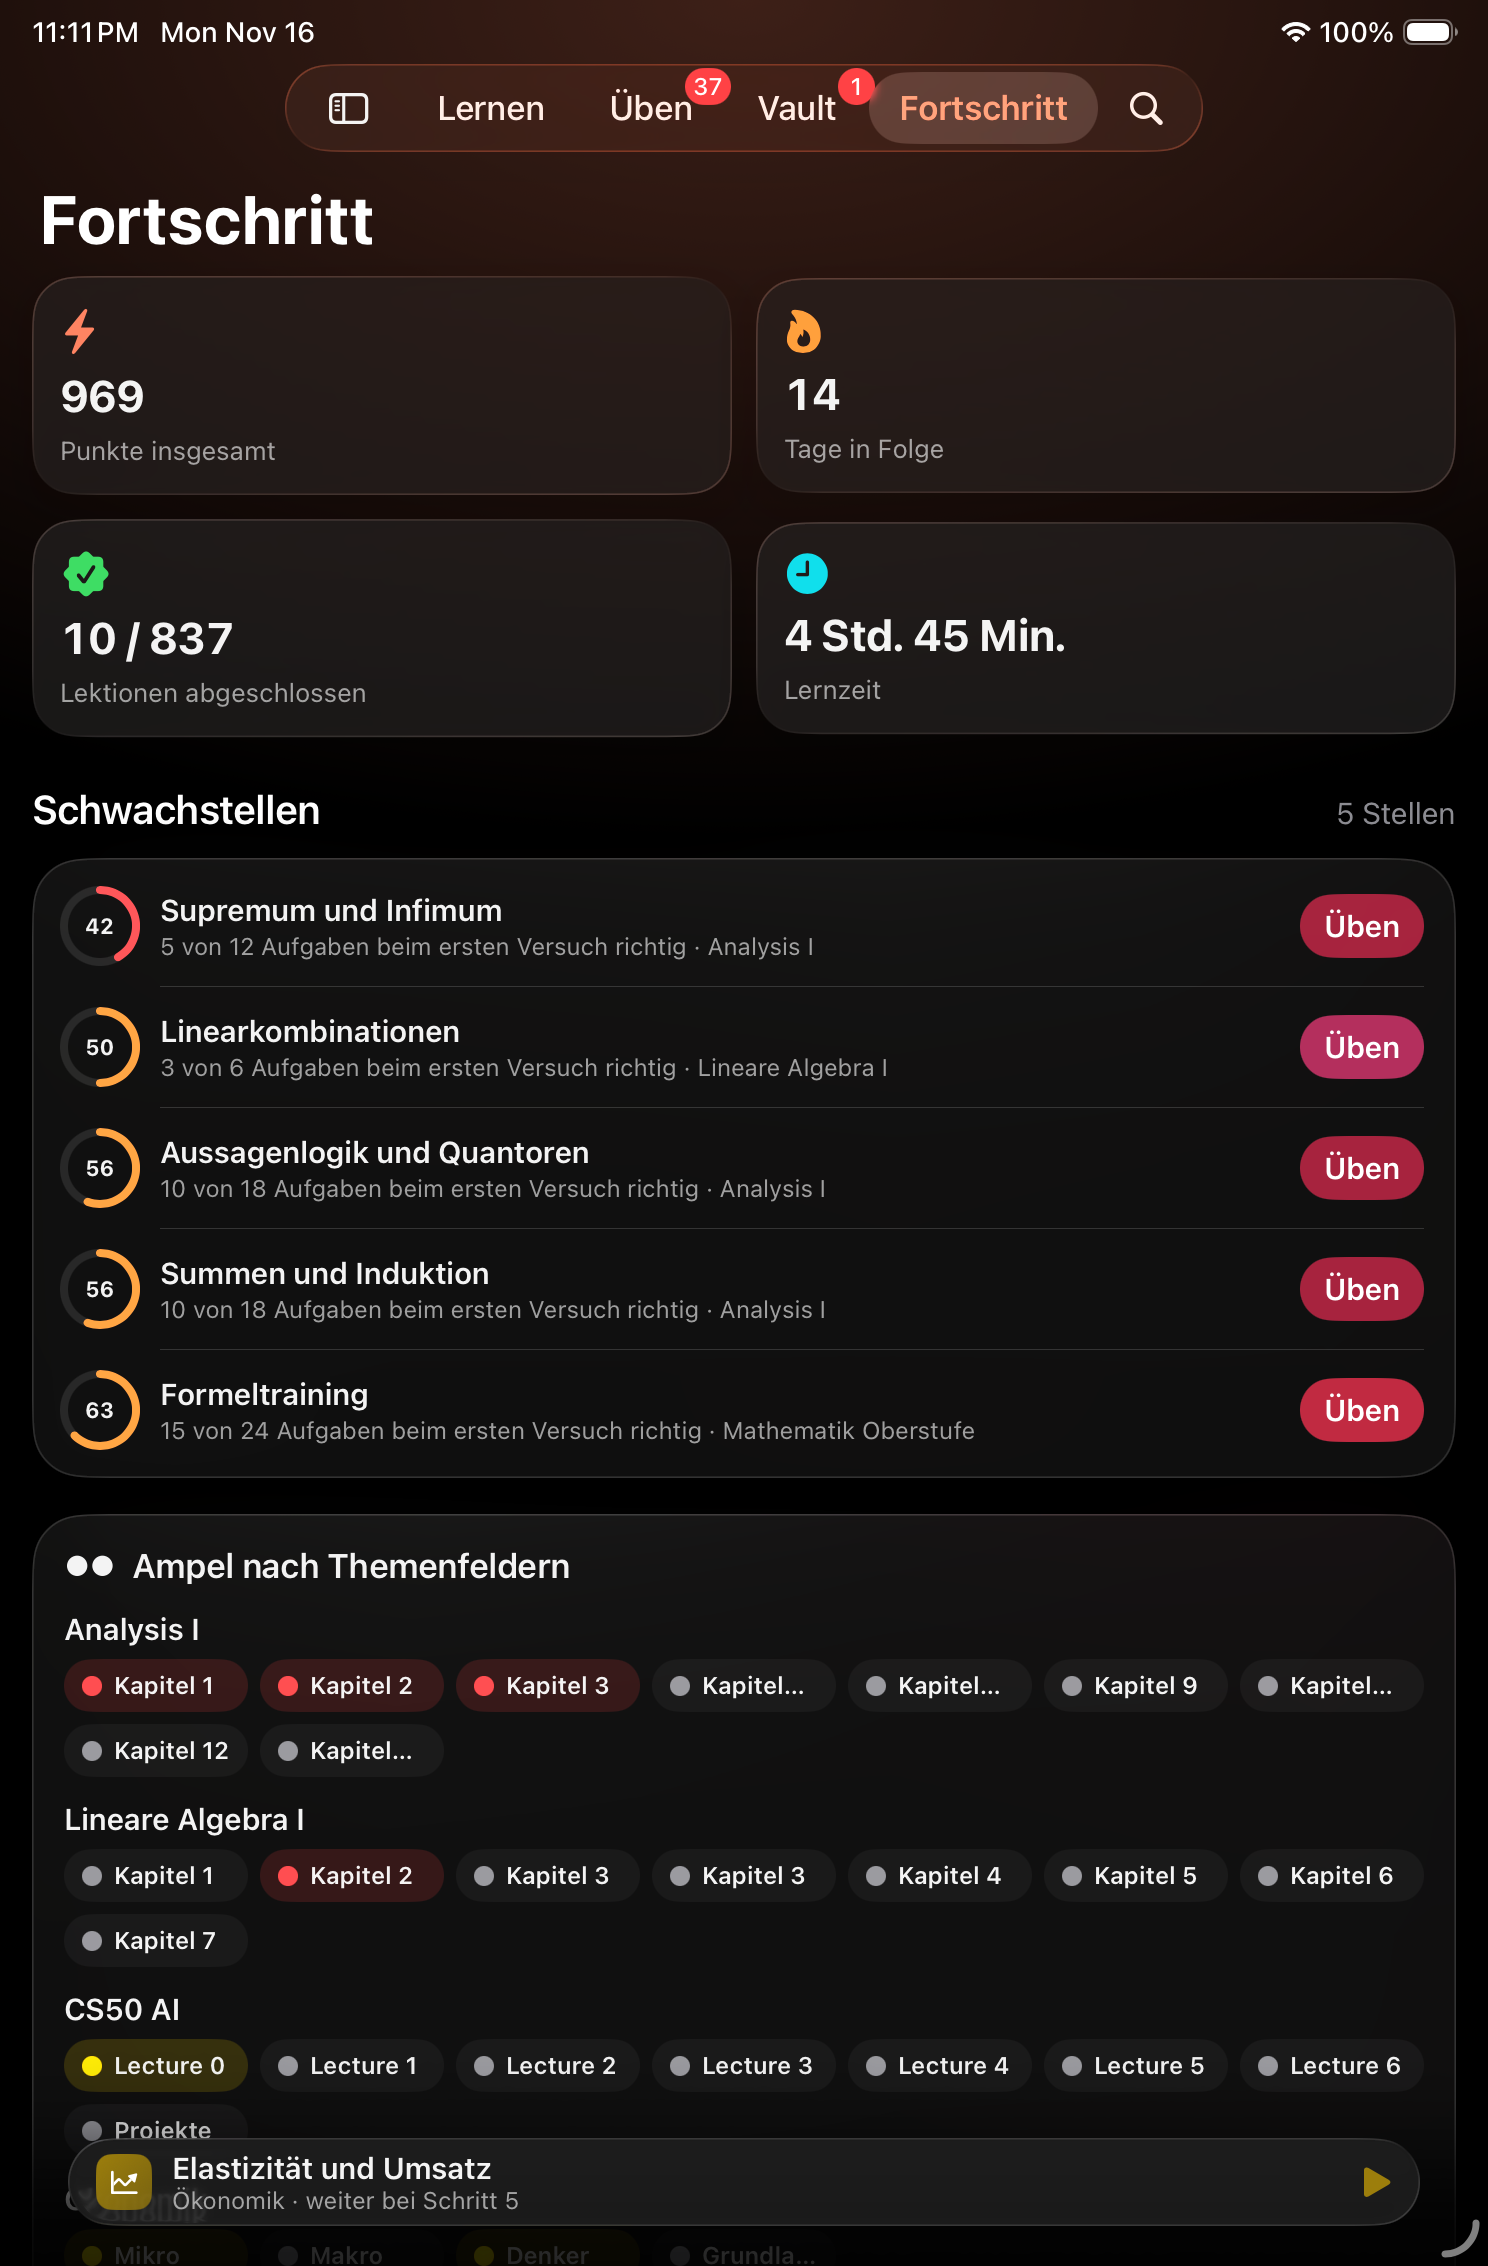 11:11 PM Mon Nov 16
100%
Lernen
Üben
37
Vault
1
Fortschritt
Fortschritt
969
Punkte insgesamt
14
Tage in Folge
10 / 837
Lektionen abgeschlossen
4 Std. 45 Min.
Lernzeit
Schwachstellen
5 Stellen
42
Supremum und Infimum
5 von 12 Aufgaben beim ersten Versuch richtig · Analysis I
Üben
50
Linearkombinationen
3 von 6 Aufgaben beim ersten Versuch richtig · Lineare Algebra I
Üben
56
Aussagenlogik und Quantoren
10 von 18 Aufgaben beim ersten Versuch richtig · Analysis I
Üben
56
Summen und Induktion
10 von 18 Aufgaben beim ersten Versuch richtig · Analysis I
Üben
63
Formeltraining
15 von 24 Aufgaben beim ersten Versuch richtig · Mathematik Oberstufe
Üben
Ampel nach Themenfeldern
Analysis I
Kapitel 1
Kapitel 2
Kapitel 3
Kapitel...
Kapitel...
Kapitel 9
Kapitel...
Kapitel 12
Kapitel...
Lineare Algebra I
Kapitel 1
Kapitel 2
Kapitel 3
Kapitel 3
Kapitel 4
Kapitel 5
Kapitel 6
Kapitel 7
CS50 AI
Lecture 0
Lecture 1
Lecture 2
Lecture 3
Lecture 4
Lecture 5
Lecture 6
Projekte
Elastizität und Umsatz
Ökonomik · weiter bei Schritt 5
Mikro
Makro
Denker
Grundla...